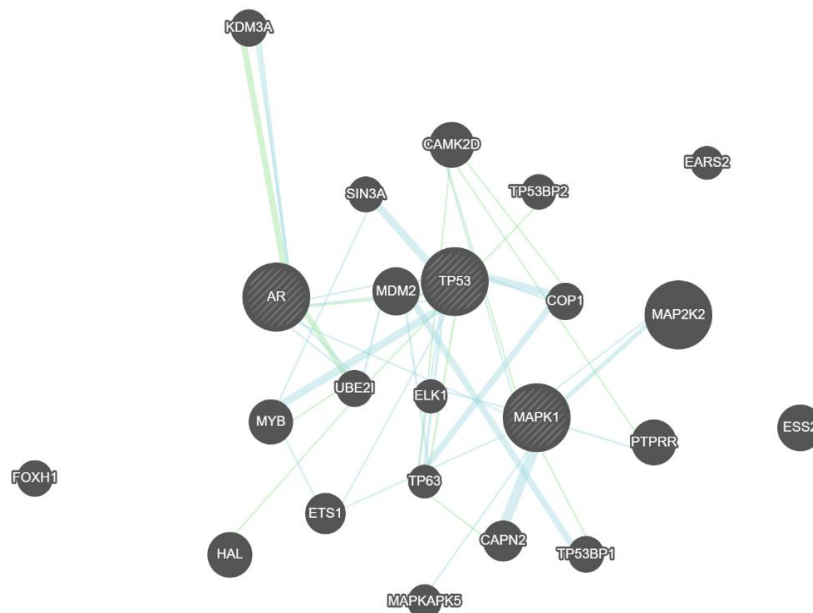 KDM3A
CAMK2D
EARS2
SIN3A
TP53BP2
TP53
AR
MDM2
COP1
MAP2K2
UBE2I
ELK1
MYB
MAPK1
ESS2
PTPRR
FOXH1
TP63
ETS1
CAPN2
HAL
TP53BP1
MAPKAPK5